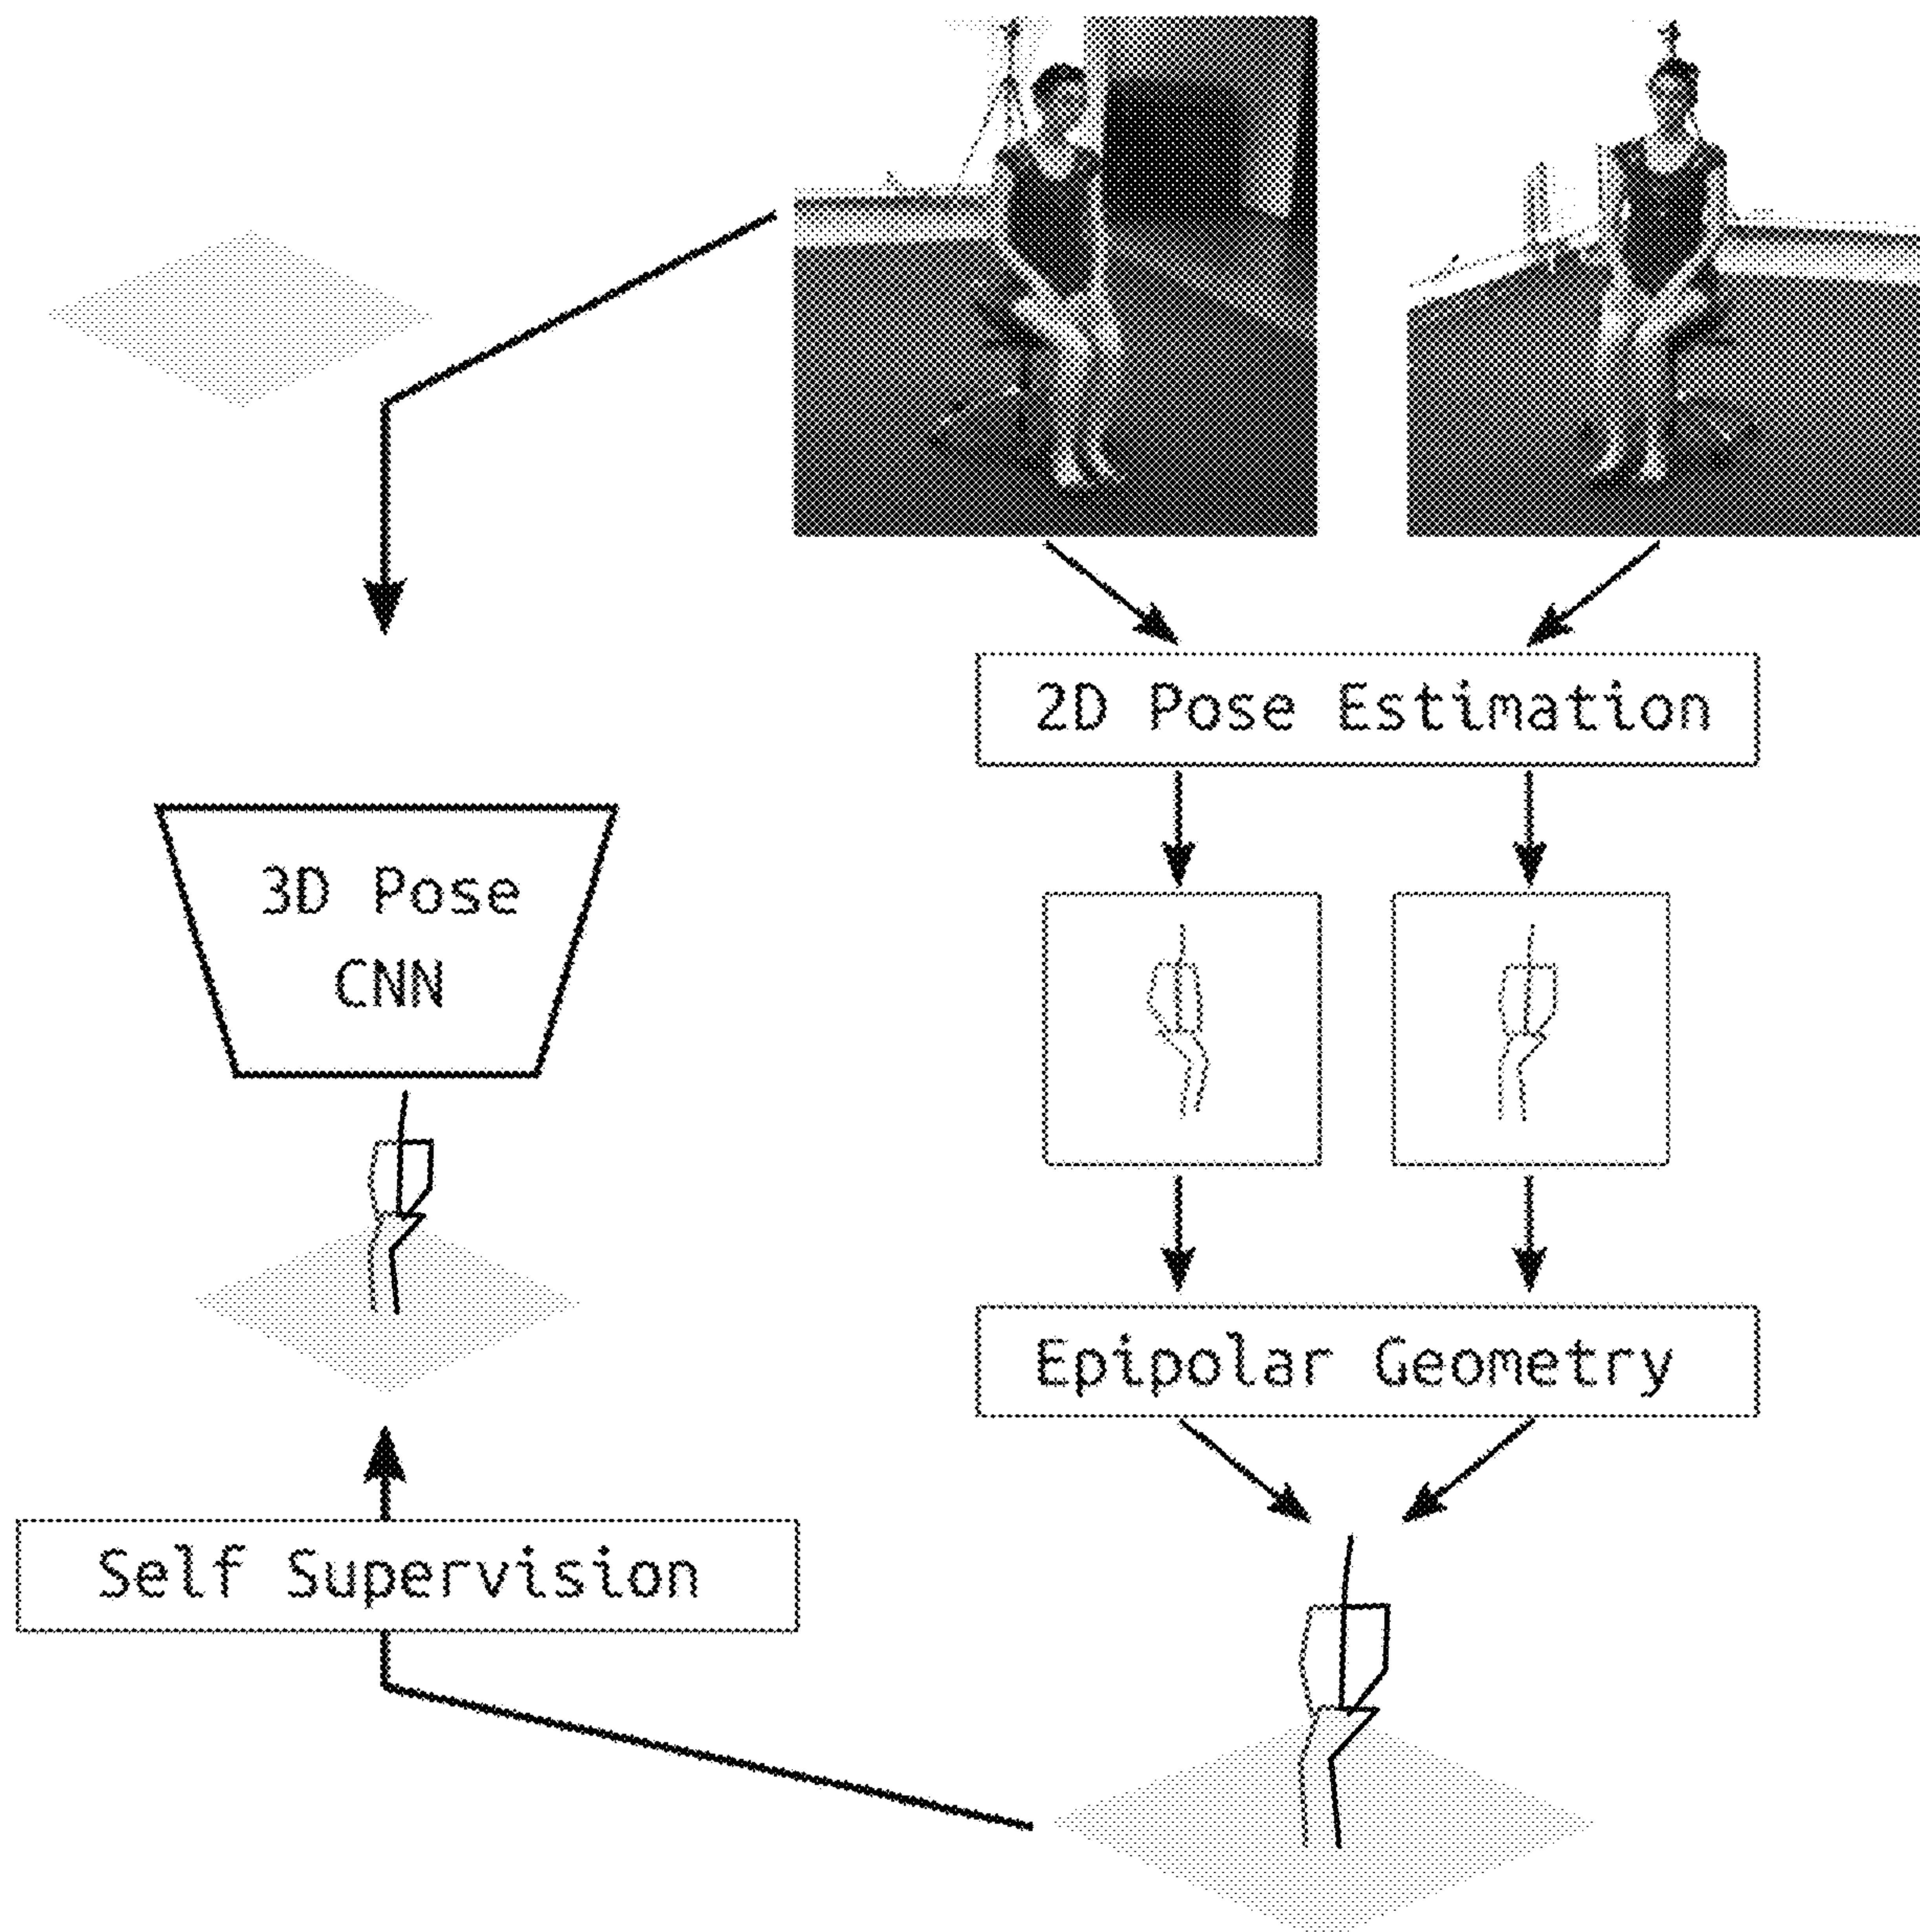 2D Pose Estimation
3D Pose
CNN
Epipolar Geometry
Self Supervision